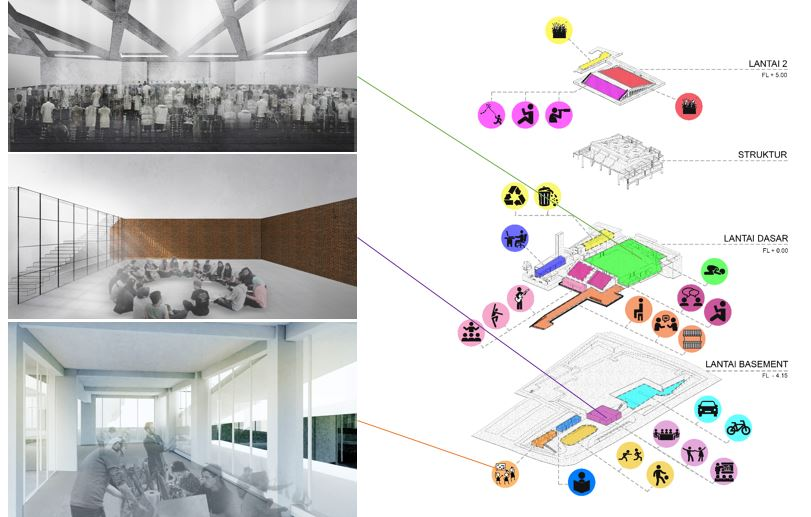 LANTAI 2
FL + 5.00
STRUKTUR
LANTAI DASAR
FL + 0.00
LANTAI BASEMENT
FL - 4.15